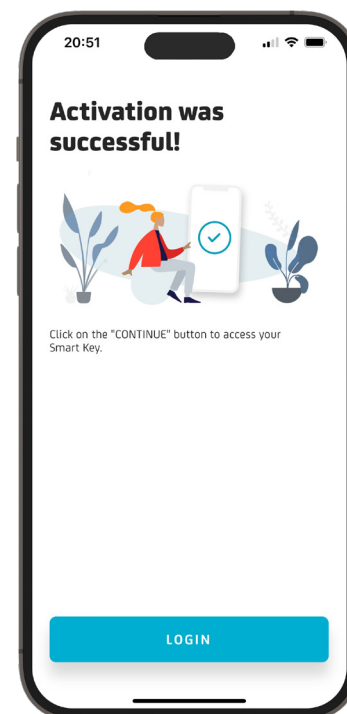 20:51
Activation was
successful!
Click on the "CONTINUE" button to access your
Smart Key.
LOGIN